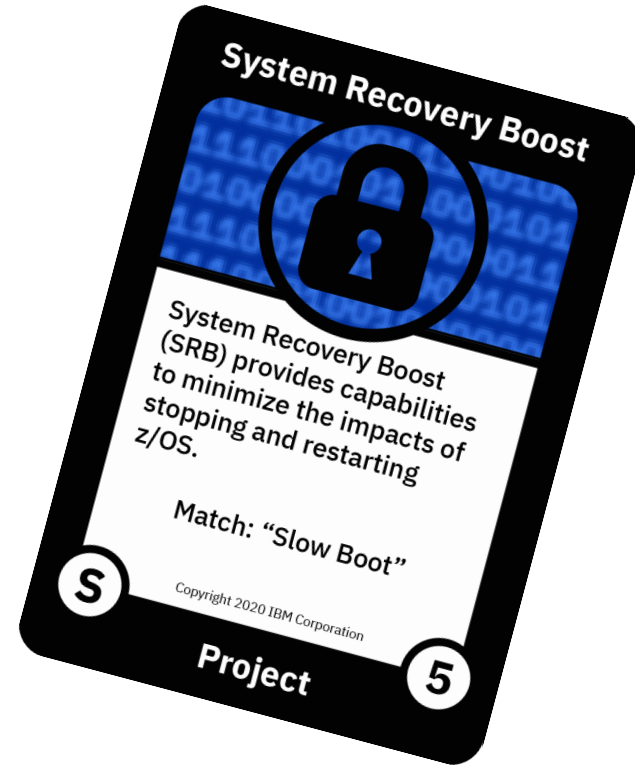 System Recovery Boost
System Recovery Boost
(SRB) provides capabilities
to minimize the impacts of
stopping and restarting
z/OS.
Match: “Slow Boot”
Copyright 2020 IBM Corporation
S
Project
5